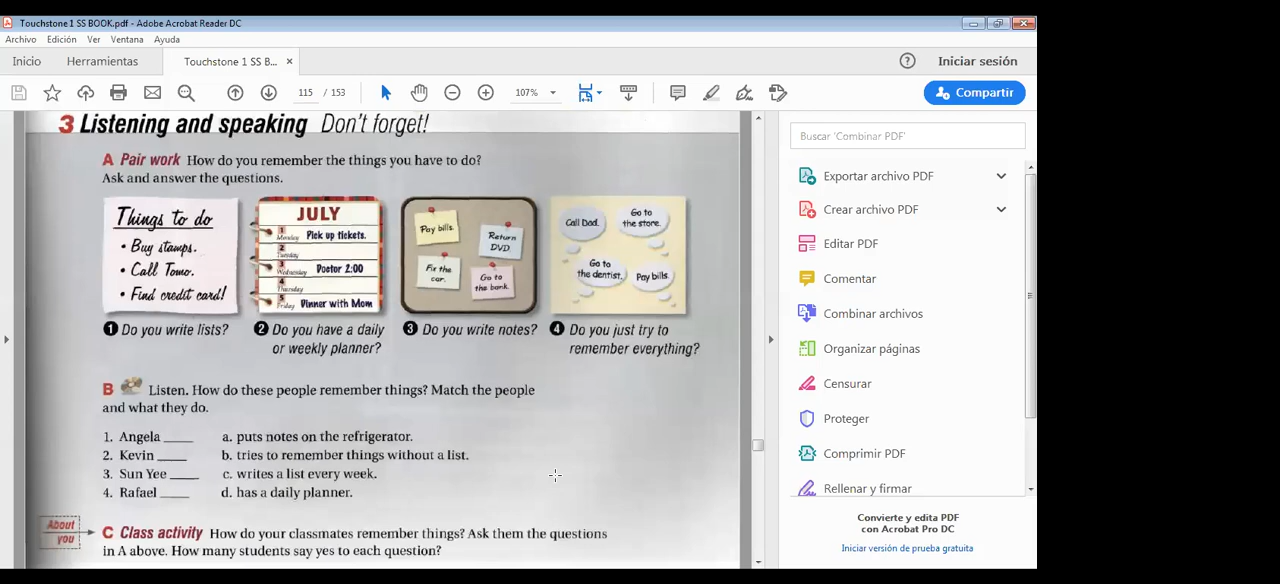 Touchstone 1 SS BOOK.pdf - Adobe Acrobat Reader DC
Archivo Edición Ver Ventana Ayuda
Inicio Herramientas Touchstone 1 SS B... × Iniciar sesión
115 / 153 107% Compartir
3 Listening and speaking Don't forget!
A Pair work How do you remember the things you have to do?
Ask and answer the questions.
Things to do
• Buy stamps.
• Call Tomo.
• Find credit card!
JULY
1 Monday Pick up tickets.
2 Tuesday
3 Wednesday Doctor 2:00
4 Thursday
5 Friday Dinner with Mom
Pay bills.
Return
DVD.
Fix the
car.
Go to
the bank.
Call Dad.
Go to
the store.
Go to
the dentist.
Pay bills.
1 Do you write lists?
2 Do you have a daily
or weekly planner?
3 Do you write notes?
4 Do you just try to
remember everything?
B Listen. How do these people remember things? Match the people
and what they do.
1. Angela ____ a. puts notes on the refrigerator.
2. Kevin ____ b. tries to remember things without a list.
3. Sun Yee ____ c. writes a list every week.
4. Rafael ____ d. has a daily planner.
About
you
C Class activity How do your classmates remember things? Ask them the questions
in A above. How many students say yes to each question?
Buscar 'Combinar PDF'
Exportar archivo PDF
Crear archivo PDF
Editar PDF
Comentar
Combinar archivos
Organizar páginas
Censurar
Proteger
Comprimir PDF
Rellenar y firmar
Convierte y edita PDF
con Acrobat Pro DC
Iniciar versión de prueba gratuita